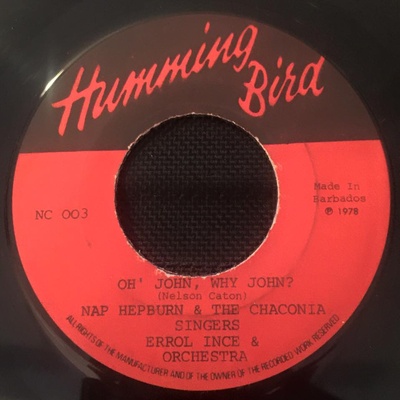 Humming
Bird
NC 003
Made In
Barbados
℗ 1978
OH' JOHN, WHY JOHN?
(Nelson Caton)
NAP HEPBURN & THE CHACONIA
SINGERS
ERROL INCE &
ORCHESTRA
ALL RIGHTS OF THE MANUFACTURER AND OF THE OWNER OF THE RECORDED WORK RESERVED